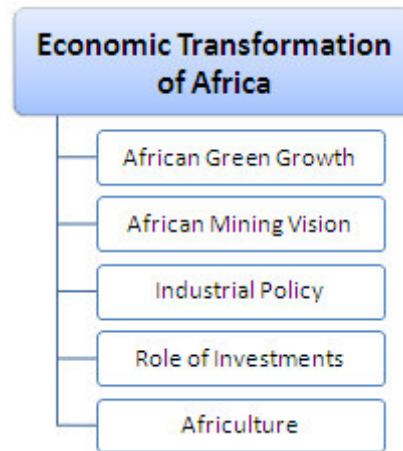 Economic Transformation
of Africa
African Green Growth
African Mining Vision
Industrial Policy
Role of Investments
Africulture